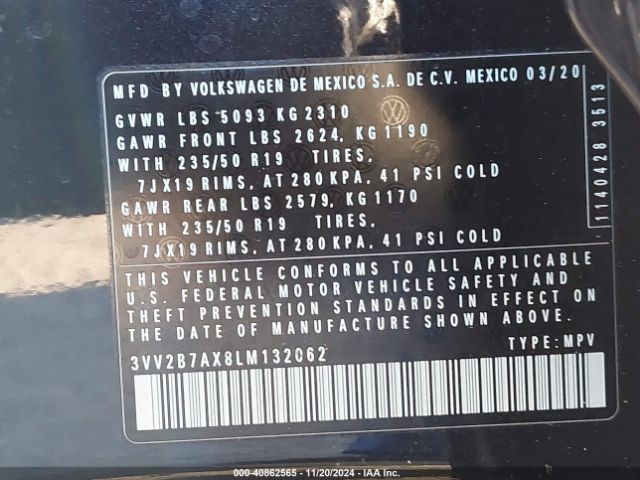 MFD BY VOLKSWAGEN DE MEXICO S.A. DE C.V. MEXICO 03/20
GVWR LBS 5093 KG 2310
GAWR FRONT LBS 2624, KG 1190
WITH 235/50 R19 TIRES,
7JX19 RIMS, AT 280 KPA, 41 PSI COLD
GAWR REAR LBS 2579, KG 1170
WITH 235/50 R19 TIRES,
7JX19 RIMS, AT 280 KPA, 41 PSI COLD
1140428 3513
THIS VEHICLE CONFORMS TO ALL APPLICABLE
U.S. FEDERAL MOTOR VEHICLE SAFETY AND
THEFT PREVENTION STANDARDS IN EFFECT ON
THE DATE OF MANUFACTURE SHOWN ABOVE
3VV2B7AX8LM132062 TYPE: MPV
000-40862565 - 11/20/2024 - IAA Inc.